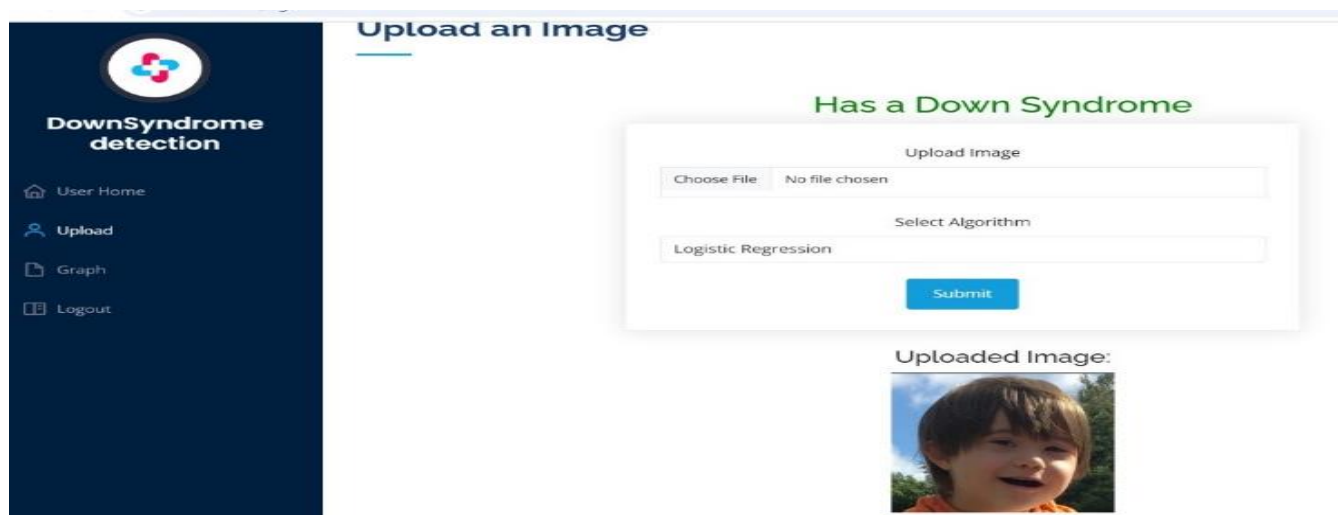 Upload an Image
DownSyndrome
detection
User Home
Upload
Graph
Logout
Has a Down Syndrome
Upload Image
Choose File No file chosen
Select Algorithm
Logistic Regression
Submit
Uploaded Image: